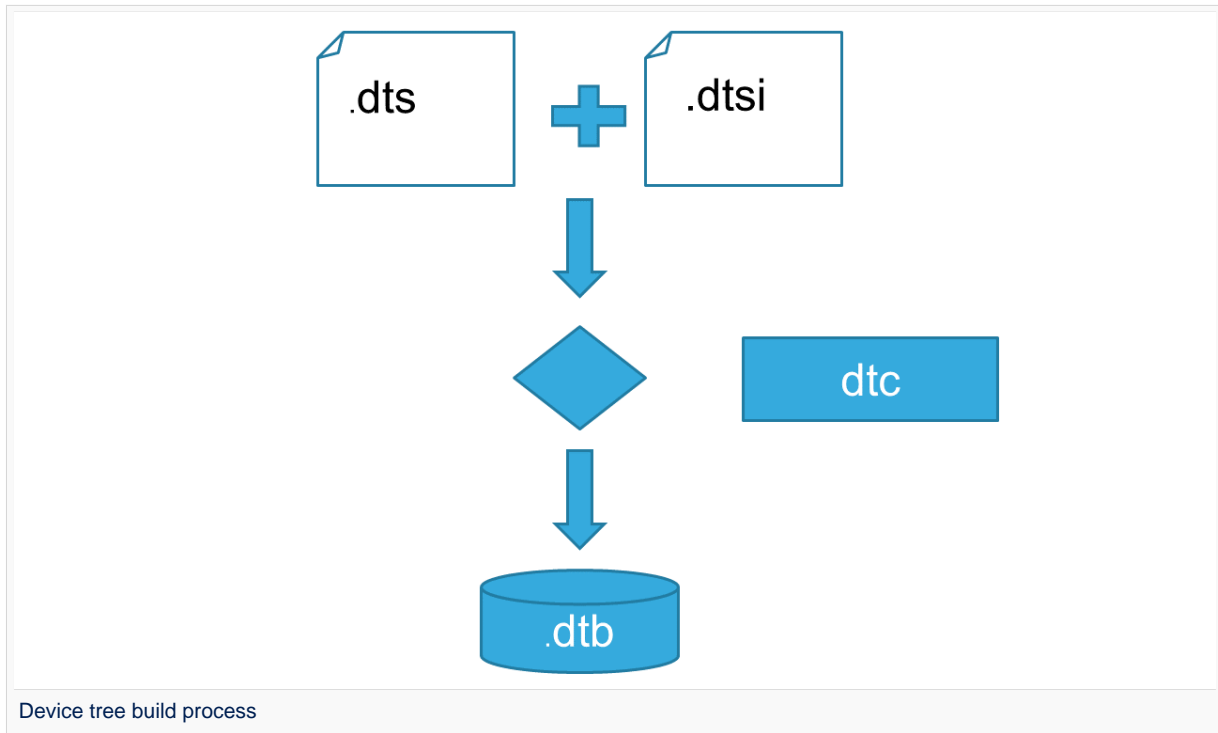 .dts
.dtsi
dtc
.dtb
Device tree build process